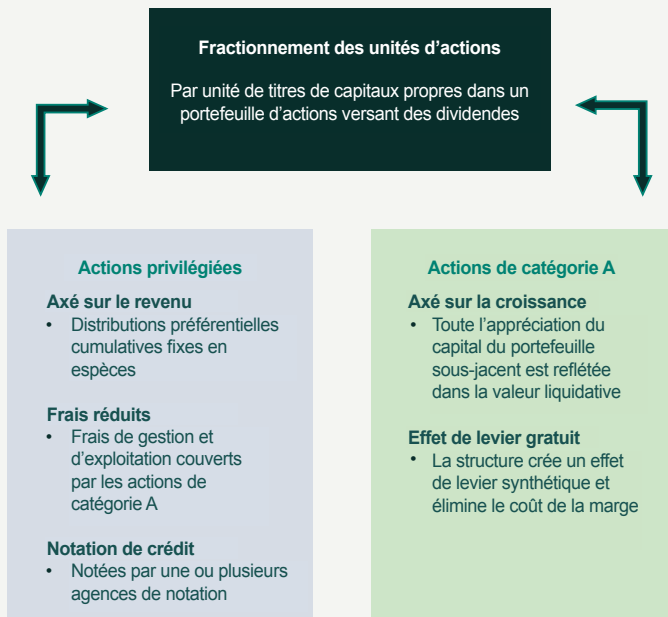 Fractionnement des unités d’actions
Par unité de titres de capitaux propres dans un
portefeuille d’actions versant des dividendes
Actions privilégiées
Axé sur le revenu
• Distributions préférentielles
cumulatives fixes en
espèces
Frais réduits
• Frais de gestion et
d’exploitation couverts
par les actions de
catégorie A
Notation de crédit
• Notées par une ou plusieurs
agences de notation
Actions de catégorie A
Axé sur la croissance
• Toute l’appréciation du
capital du portefeuille
sous-jacent est reflétée
dans la valeur liquidative
Effet de levier gratuit
• La structure crée un effet
de levier synthétique et
élimine le coût de la marge